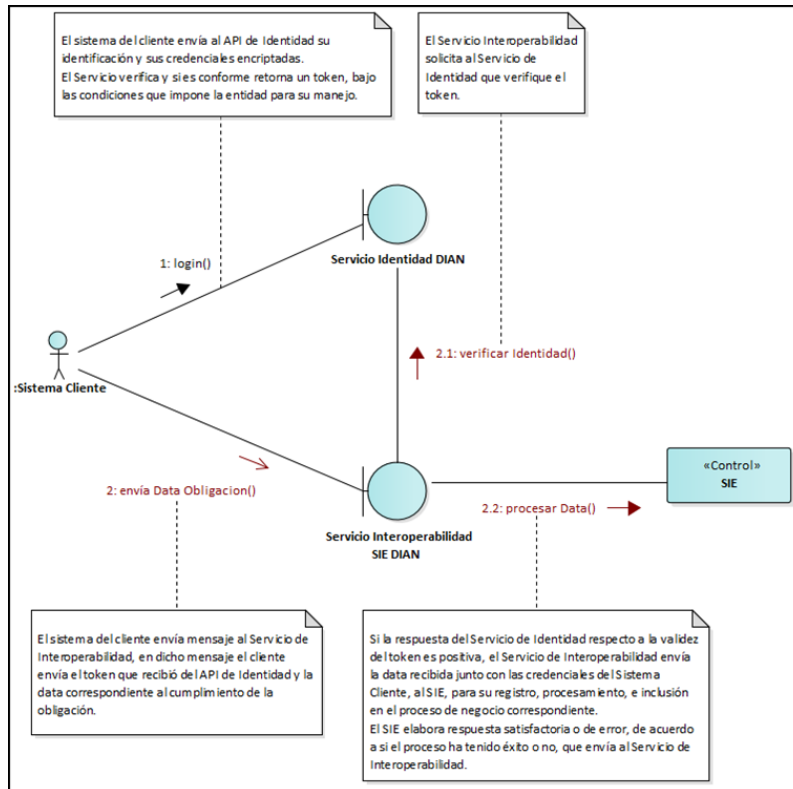 El sistema del cliente envía al API de Identidad su
identificación y sus credenciales encriptadas.
El Servicio verifica y si es conforme retorna un token, bajo
las condiciones que impone la entidad para su manejo.
El Servicio Interoperabilidad
solicita al Servicio de
Identidad que verifique el
token.
Servicio Identidad DIAN
1: login()
2.1: verificar Identidad()
:Sistema Cliente
«Control»
SIE
2: envía Data Obligacion()
2.2: procesar Data()
Servicio Interoperabilidad
SIE DIAN
El sistema del cliente envía mensaje al Servicio de
Interoperabilidad, en dicho mensaje el cliente
envía el token que recibió del API de Identidad y la
data correspondiente al cumplimiento de la
obligación.
Si la respuesta del Servicio de Identidad respecto a la validez
del token es positiva, el Servicio de Interoperabilidad envía
la data recibida junto con las credenciales del Sistema
Cliente, al SIE, para su registro, procesamiento, e inclusión
en el proceso de negocio correspondiente.
El SIE elabora respuesta satisfactoria o de error, de acuerdo
a si el proceso ha tenido éxito o no, que envía al Servicio de
Interoperabilidad.